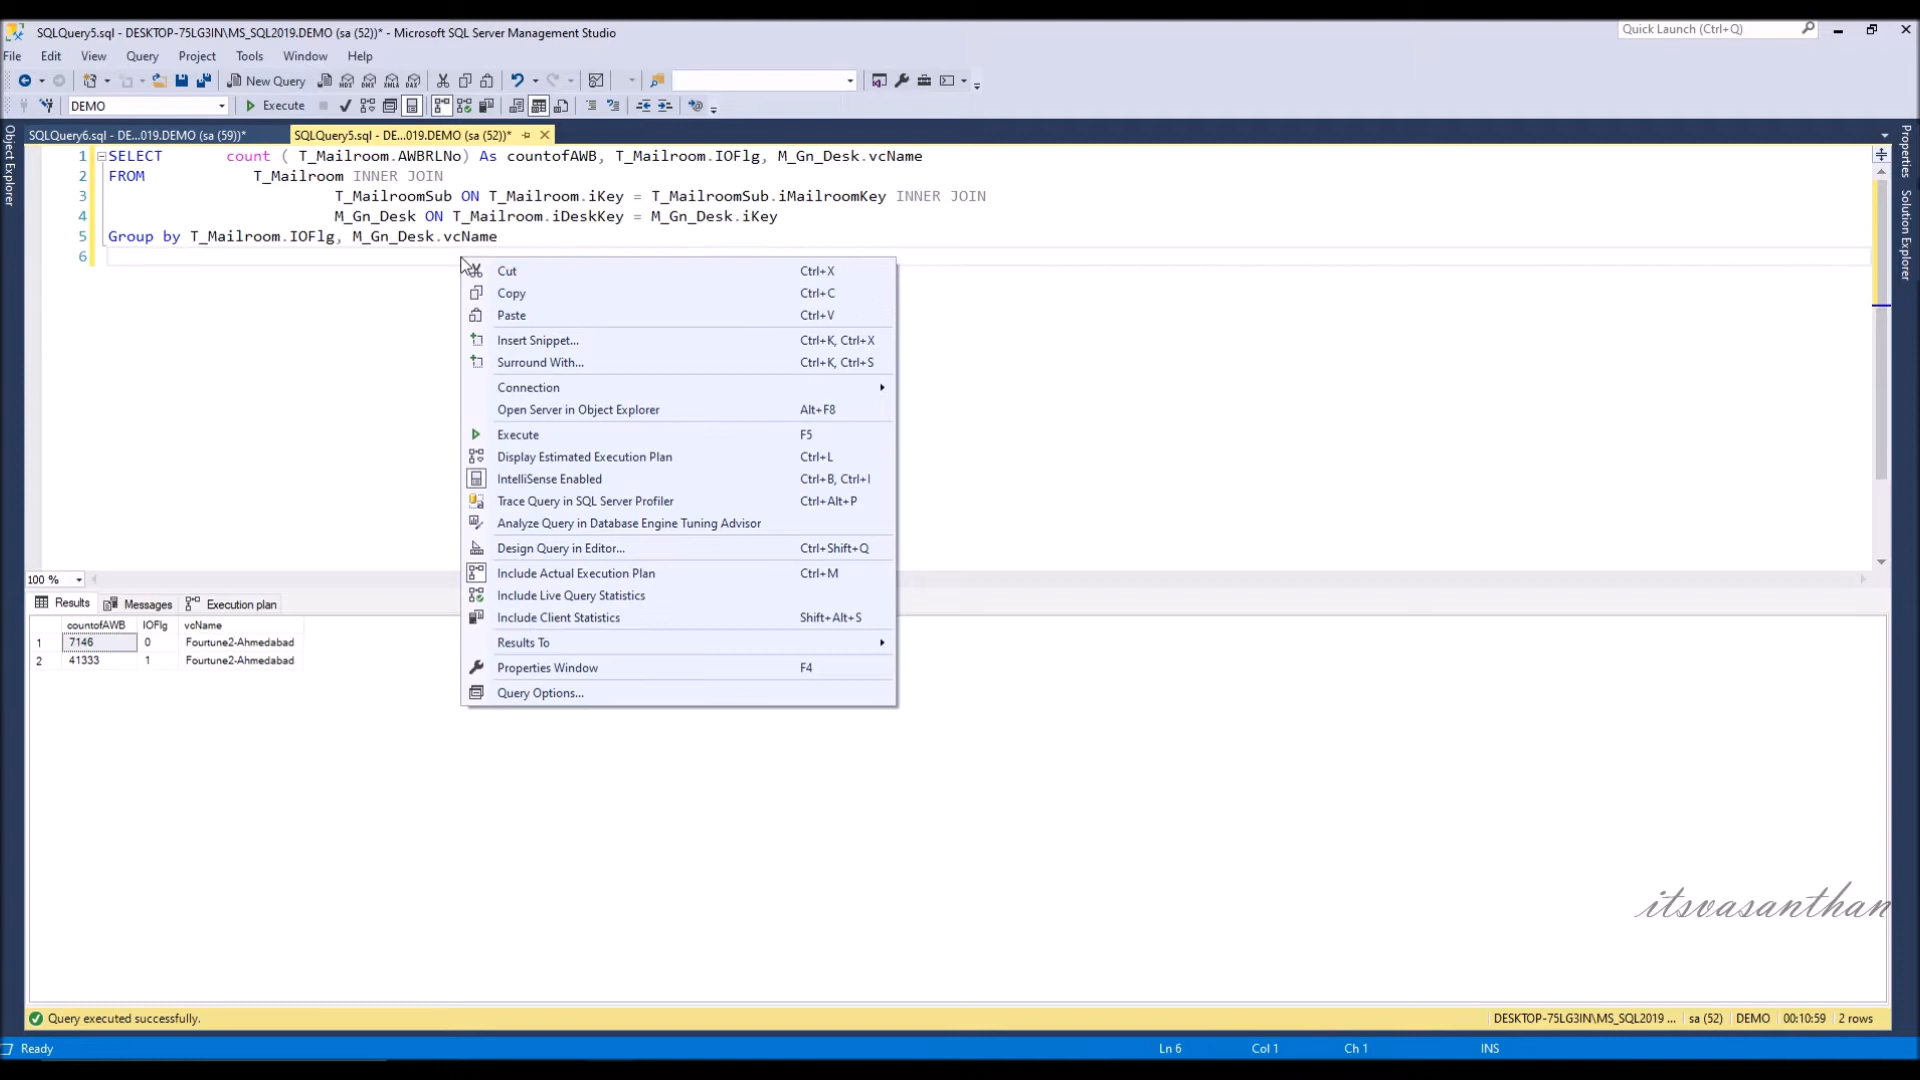 SQLQuery5.sql - DESKTOP-75LG3IN\MS_SQL2019.DEMO (sa (52))* - Microsoft SQL Server Management Studio
Quick Launch (Ctrl+Q)
File Edit View Query Project Tools Window Help
New Query
DEMO
Execute
SQLQuery6.sql - DE...019.DEMO (sa (59))*
SQLQuery5.sql - DE...019.DEMO (sa (52))*
Object Explorer
Properties
Solution Explorer
1 SELECT count ( T_Mailroom.AWBRLNo) As countofAWB, T_Mailroom.IOFlg, M_Gn_Desk.vcName
2 FROM T_Mailroom INNER JOIN
3 T_MailroomSub ON T_Mailroom.iKey = T_MailroomSub.iMailroomKey INNER JOIN
4 M_Gn_Desk ON T_Mailroom.iDeskKey = M_Gn_Desk.iKey
5 Group by T_Mailroom.IOFlg, M_Gn_Desk.vcName
6
Cut Ctrl+X
Copy Ctrl+C
Paste Ctrl+V
Insert Snippet... Ctrl+K, Ctrl+X
Surround With... Ctrl+K, Ctrl+S
Connection
Open Server in Object Explorer Alt+F8
Execute F5
Display Estimated Execution Plan Ctrl+L
IntelliSense Enabled Ctrl+B, Ctrl+I
Trace Query in SQL Server Profiler Ctrl+Alt+P
Analyze Query in Database Engine Tuning Advisor
Design Query in Editor... Ctrl+Shift+Q
Include Actual Execution Plan Ctrl+M
Include Live Query Statistics
Include Client Statistics Shift+Alt+S
Results To
Properties Window F4
Query Options...
100 %
Results Messages Execution plan
countofAWB IOFlg vcName
1 7146 0 Fourtune2-Ahmedabad
2 41333 1 Fourtune2-Ahmedabad
itsvasanthan
Query executed successfully.
DESKTOP-75LG3IN\MS_SQL2019 ... sa (52) DEMO 00:10:59 2 rows
Ready Ln 6 Col 1 Ch 1 INS